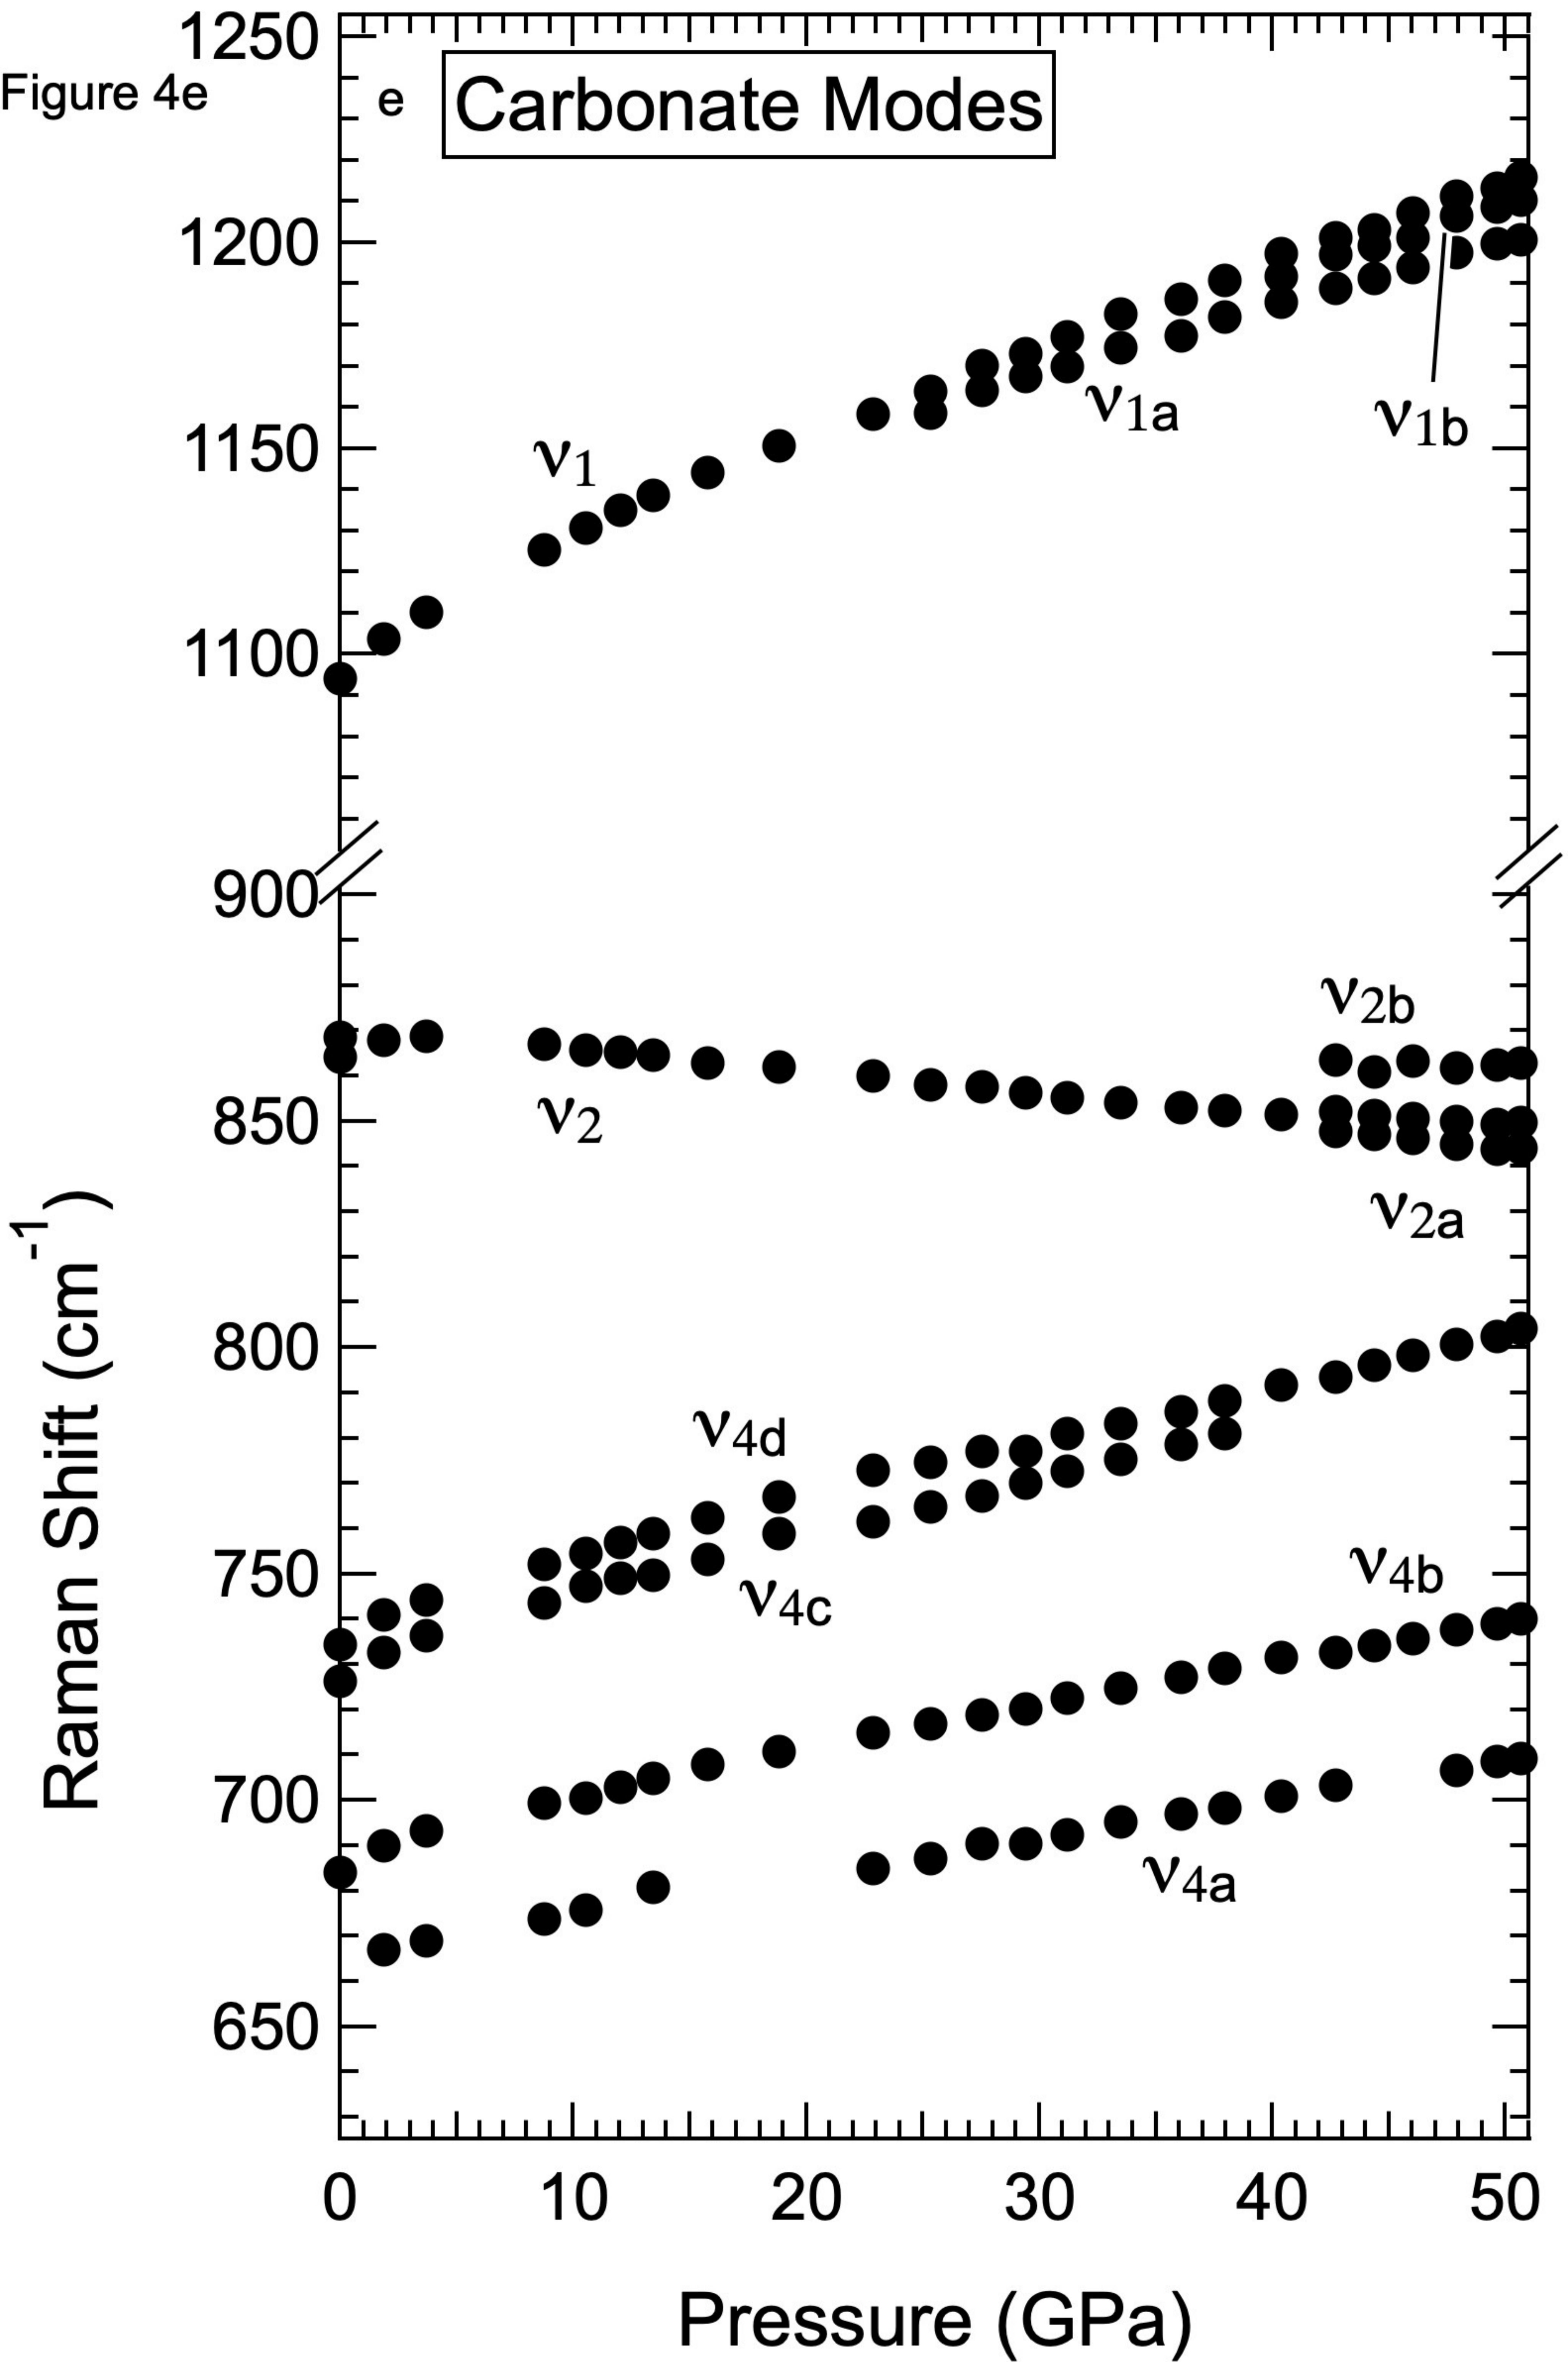 Figure 4e
e
Carbonate Modes
1250
1200
1150
1100
900
850
800
750
700
650
Raman Shift (cm-1)
ν1
ν1a
ν1b
ν2b
ν2
ν2a
ν4d
ν4c
ν4b
ν4a
0 10 20 30 40 50
Pressure (GPa)